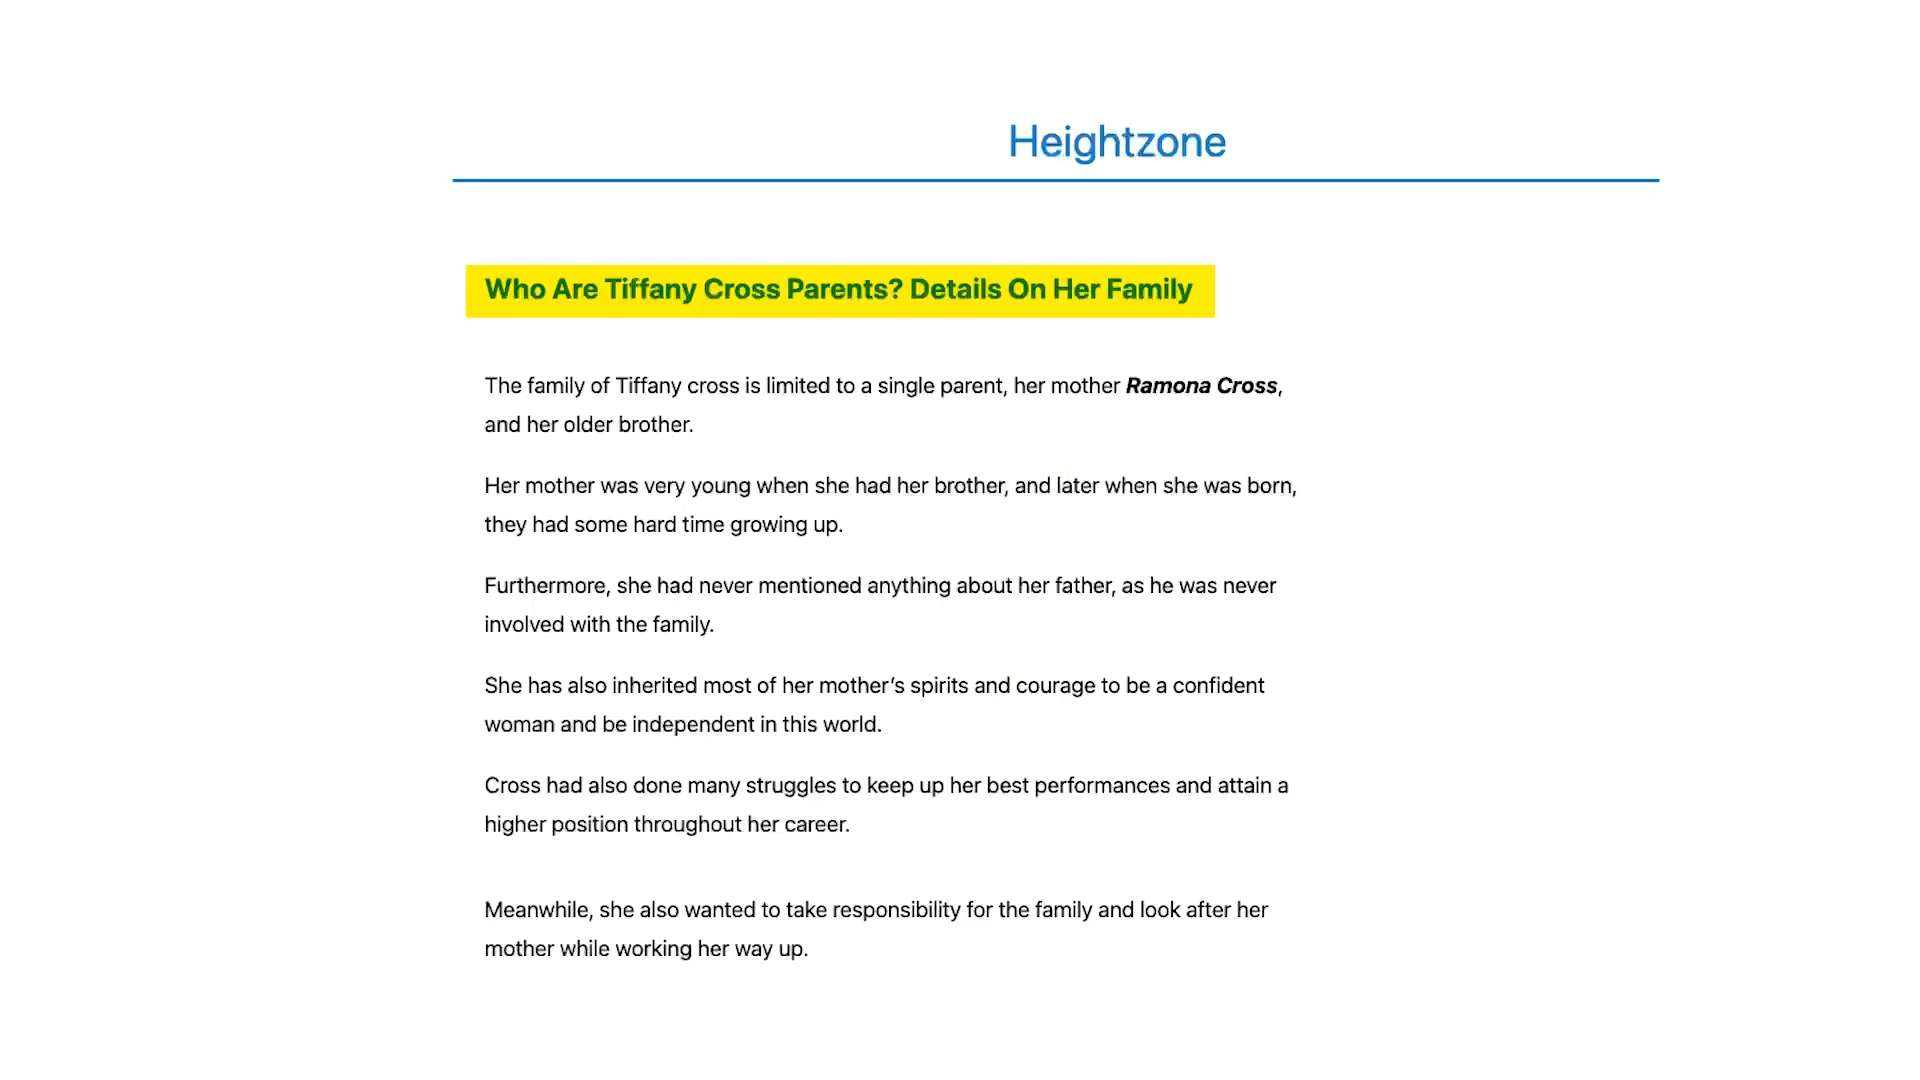 Heightzone
Who Are Tiffany Cross Parents? Details On Her Family
The family of Tiffany cross is limited to a single parent, her mother Ramona Cross,
and her older brother.
Her mother was very young when she had her brother, and later when she was born,
they had some hard time growing up.
Furthermore, she had never mentioned anything about her father, as he was never
involved with the family.
She has also inherited most of her mother’s spirits and courage to be a confident
woman and be independent in this world.
Cross had also done many struggles to keep up her best performances and attain a
higher position throughout her career.
Meanwhile, she also wanted to take responsibility for the family and look after her
mother while working her way up.